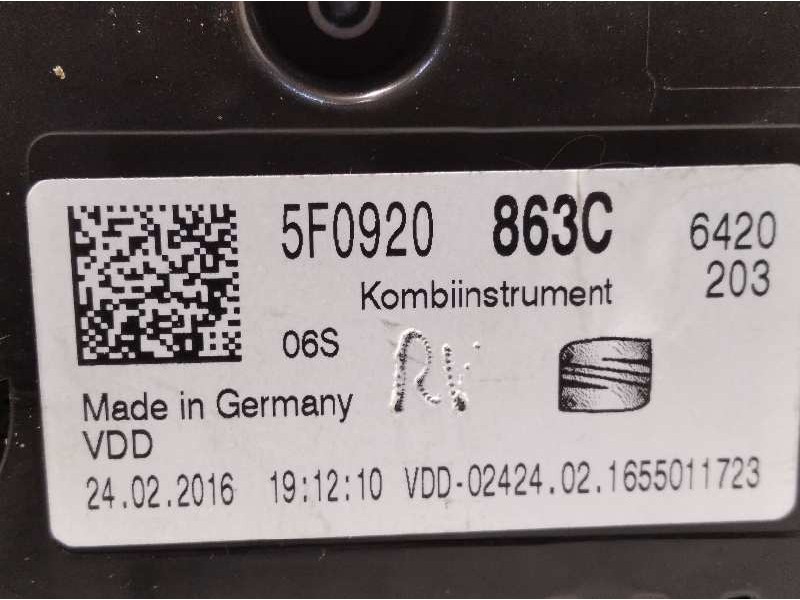 5F0920 863C 6420
Kombiinstrument 203
06S
RV
Made in Germany
VDD
24.02.2016 19:12:10 VDD-02424.02.1655011723